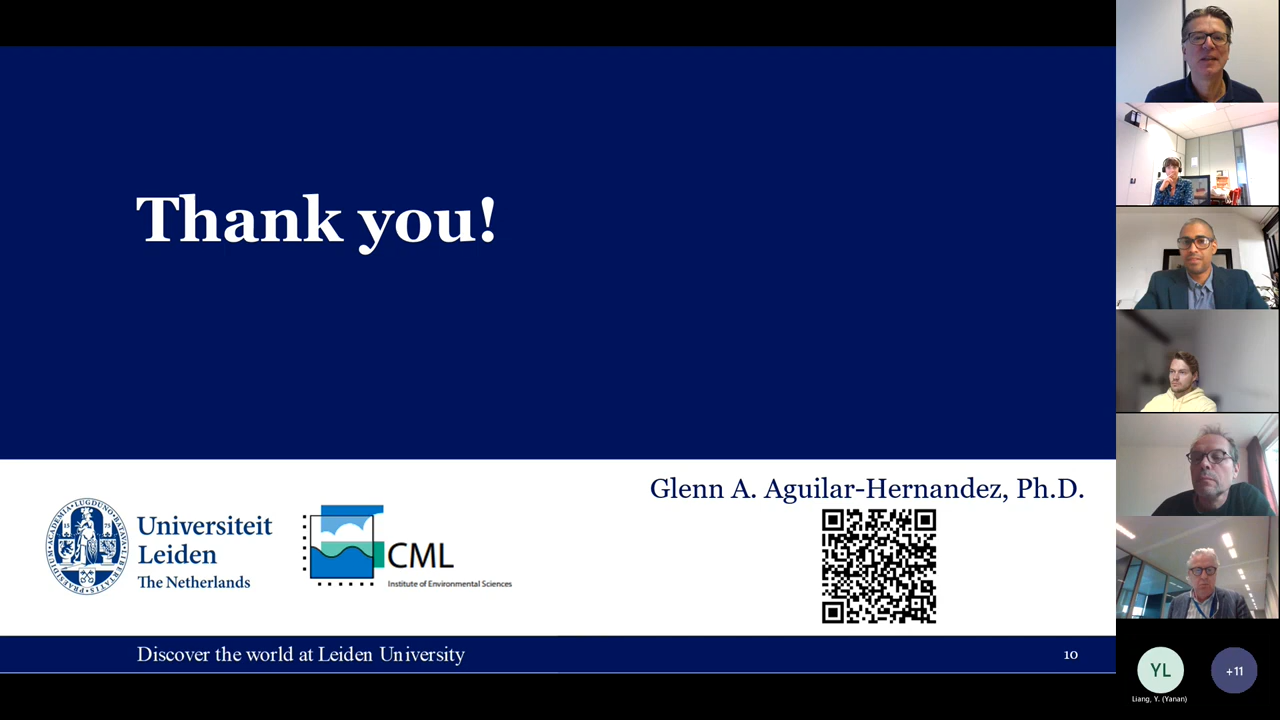 Thank you!
Glenn A. Aguilar-Hernandez, Ph.D.
Universiteit
Leiden
The Netherlands
CML
Institute of Environmental Sciences
Discover the world at Leiden University
10
YL
+11
Liang, Y. (Yanan)